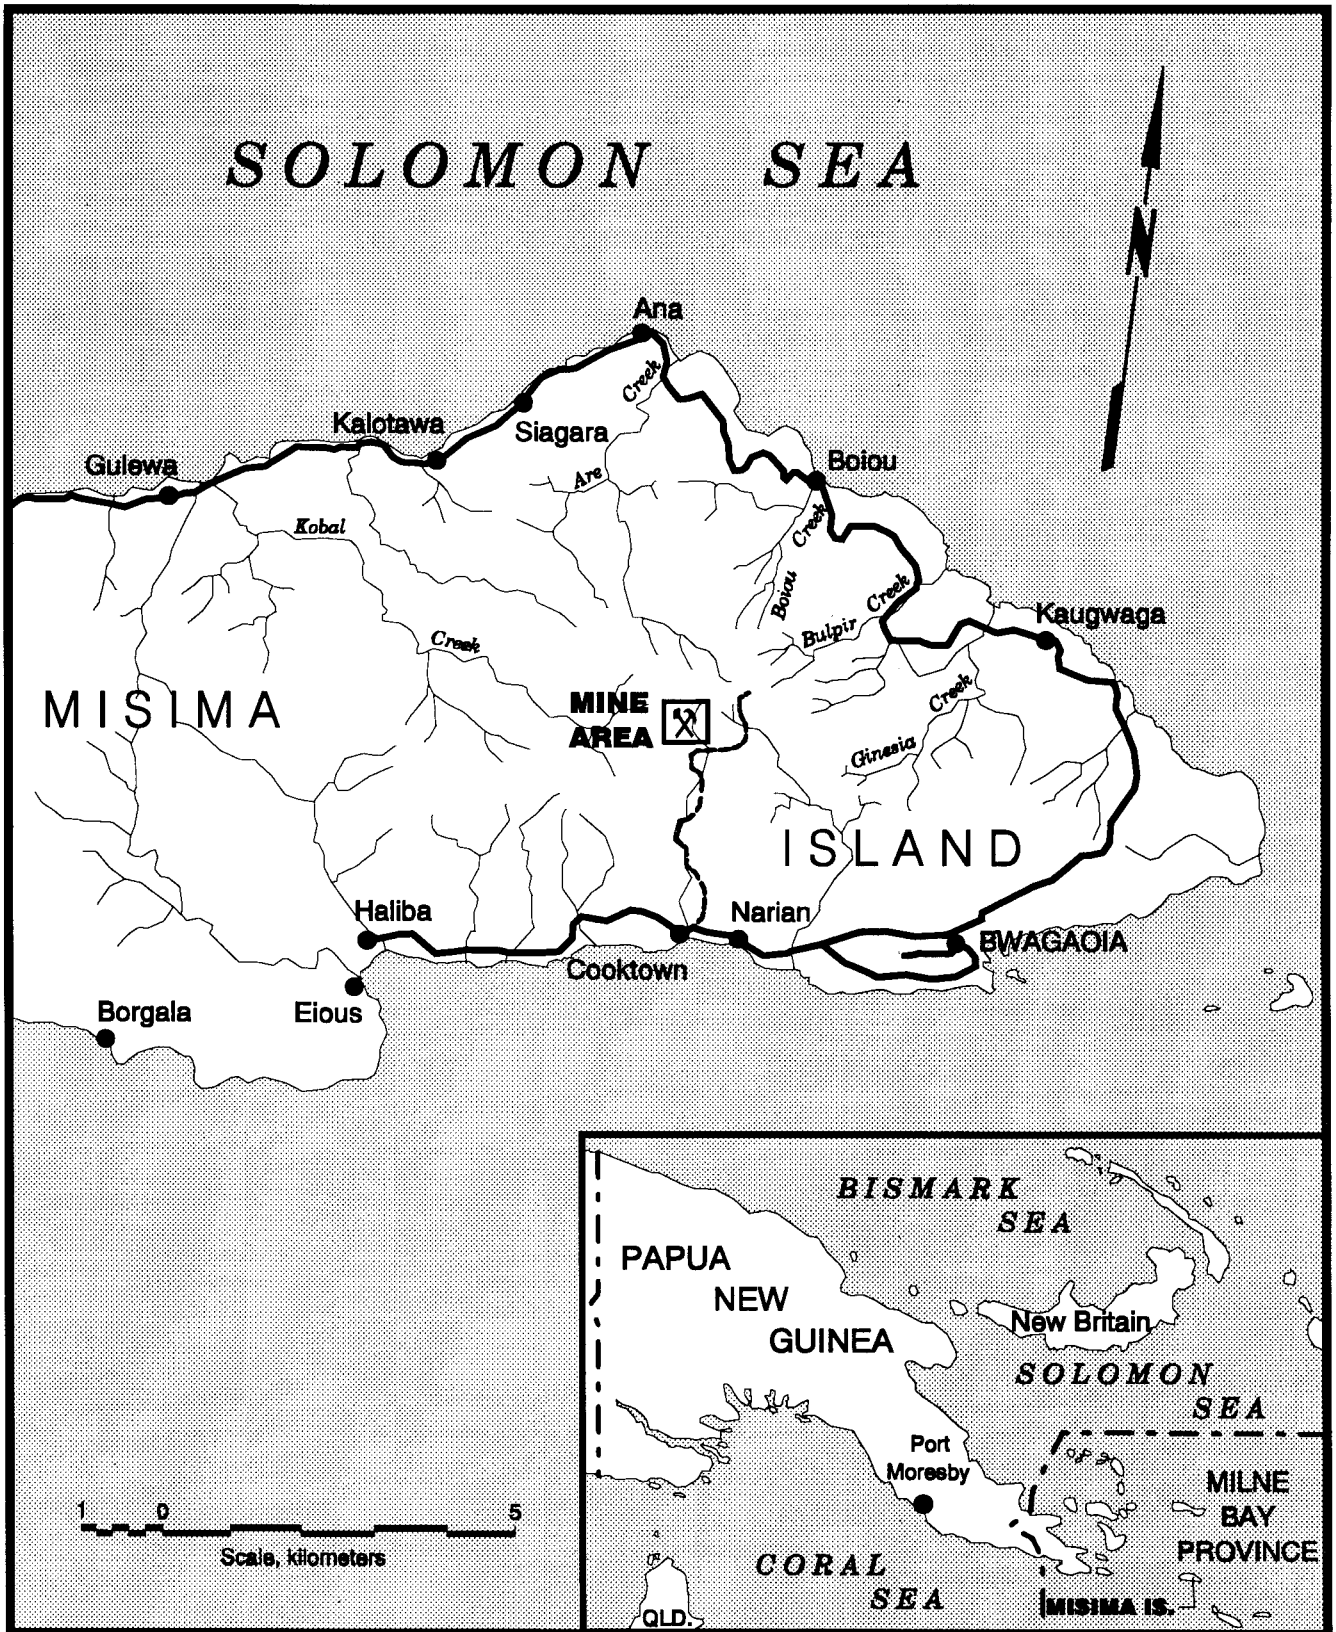 SOLOMON SEA
N
Ana
Creek
Kalotawa
Siagara
Gulewa
Are
Boiou
Kobal
Creek
Boiou
Creek
Bulpir
Kaugwaga
Creek
MISIMA
MINE
AREA
Creek
Ginesia
ISLAND
Haliba
Narian
BWAGAOIA
Cooktown
Borgala
Eious
BISMARK
SEA
PAPUA
NEW
GUINEA
New Britain
SOLOMON
SEA
Port
Moresby
MILNE
BAY
PROVINCE
CORAL
SEA
MISIMA IS.
QLD.
1 0 5
Scale, kilometers